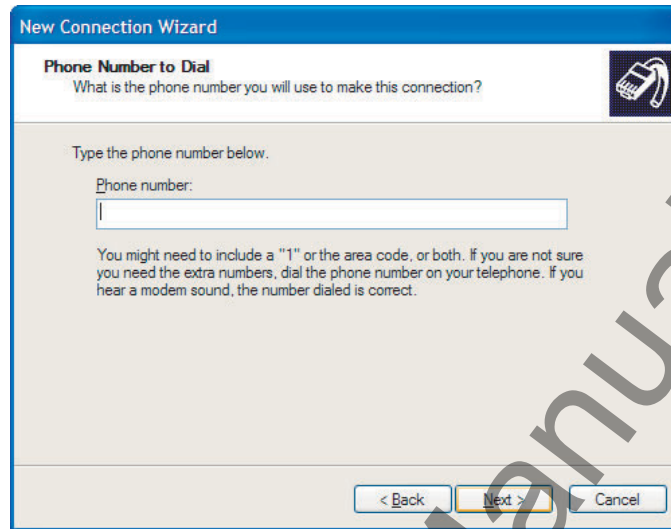 New Connection Wizard
Phone Number to Dial
What is the phone number you will use to make this connection?
Type the phone number below.
Phone number:
You might need to include a "1" or the area code, or both. If you are not sure
you need the extra numbers, dial the phone number on your telephone. If you
hear a modem sound, the number dialed is correct.
< Back
Next >
Cancel